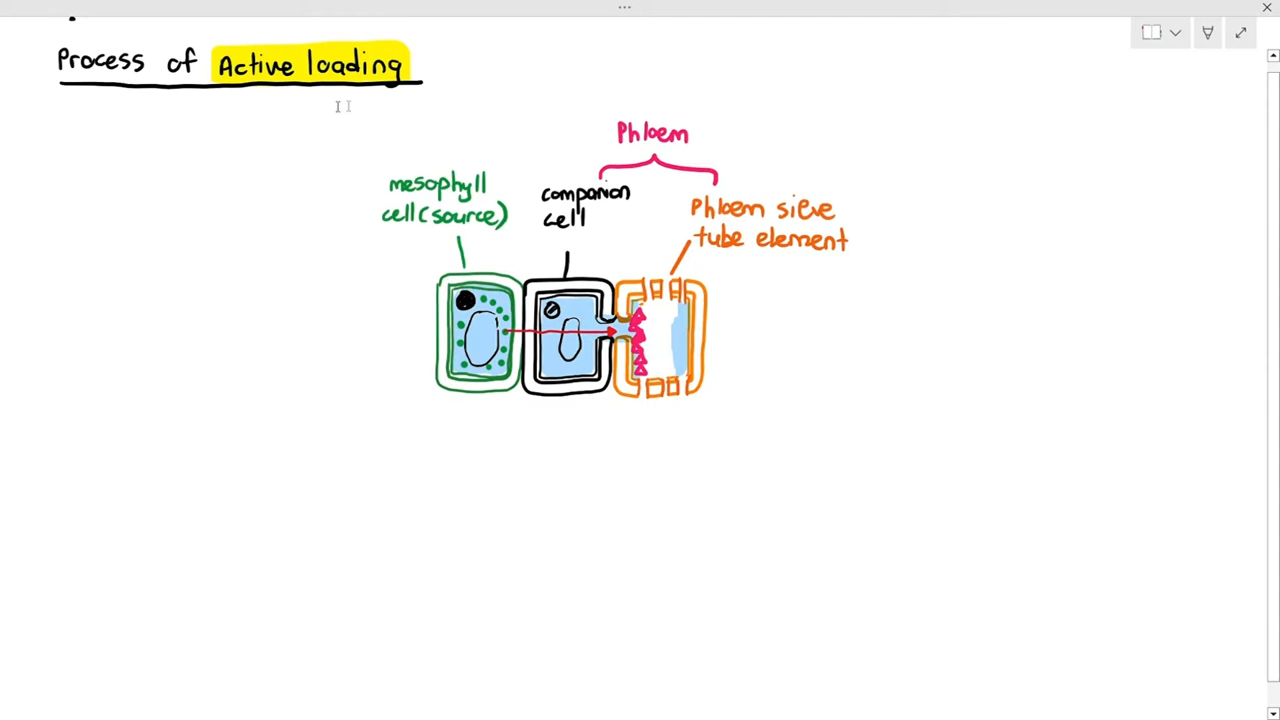 Process of Active loading
Phloem
mesophyll
cell (source)
companion
cell
Phloem sieve
tube element